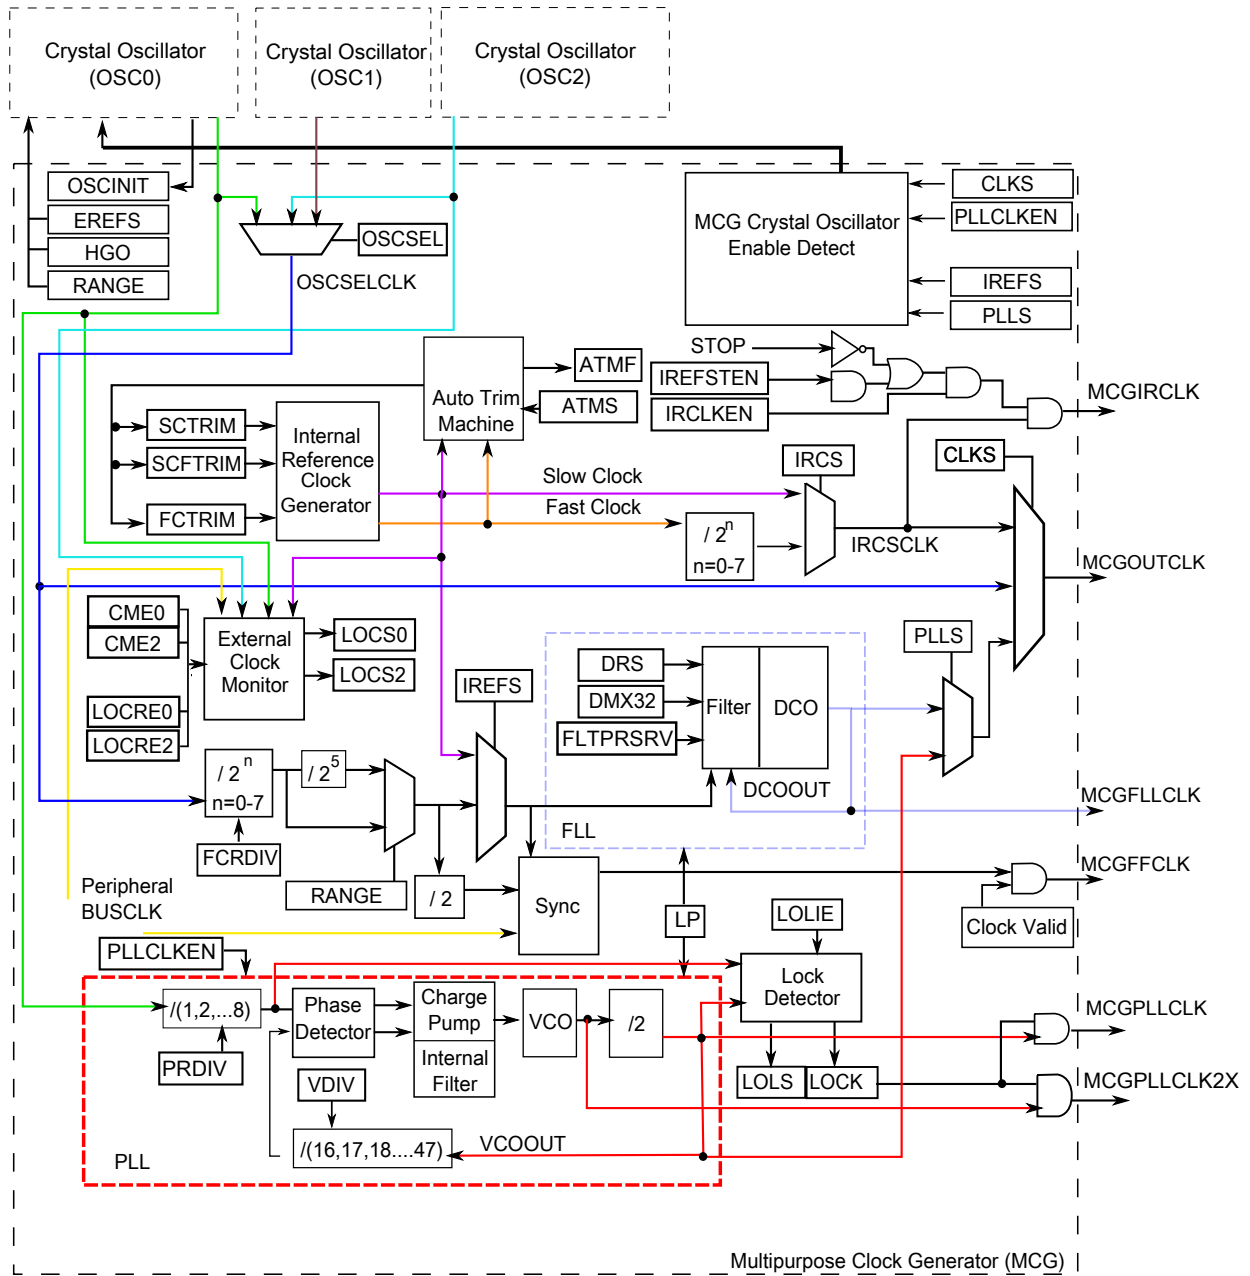 Crystal Oscillator
(OSC0)
Crystal Oscillator
(OSC1)
Crystal Oscillator
(OSC2)
OSCINIT
EREFS
HGO
RANGE
OSCSEL
OSCSELCLK
MCG Crystal Oscillator
Enable Detect
CLKS
PLLCLKEN
IREFS
PLLS
STOP
IREFSTEN
IRCLKEN
MCGIRCLK
Auto Trim
Machine
ATMF
ATMS
SCTRIM
SCFTRIM
FCTRIM
Internal
Reference
Clock
Generator
Slow Clock
Fast Clock
IRCS
CLKS
/ 2n
n=0-7
IRCSCLK
MCGOUTCLK
CME0
CME2
LOCRE0
LOCRE2
External
Clock
Monitor
LOCS0
LOCS2
IREFS
DRS
DMX32
FLTPRSRV
Filter
DCO
PLLS
DCOOUT
FLL
MCGFLLCLK
/ 2n
n=0-7
/ 25
FCRDIV
RANGE
/ 2
Sync
Peripheral
BUSCLK
LP
LOLIE
Clock Valid
MCGFFCLK
PLLCLKEN
/(1,2,...8)
PRDIV
Phase
Detector
Charge
Pump
Internal
Filter
VCO
/2
Lock
Detector
LOLS
LOCK
MCGPLLCLK
MCGPLLCLK2X
VDIV
/(16,17,18....47)
VCOOUT
PLL
Multipurpose Clock Generator (MCG)